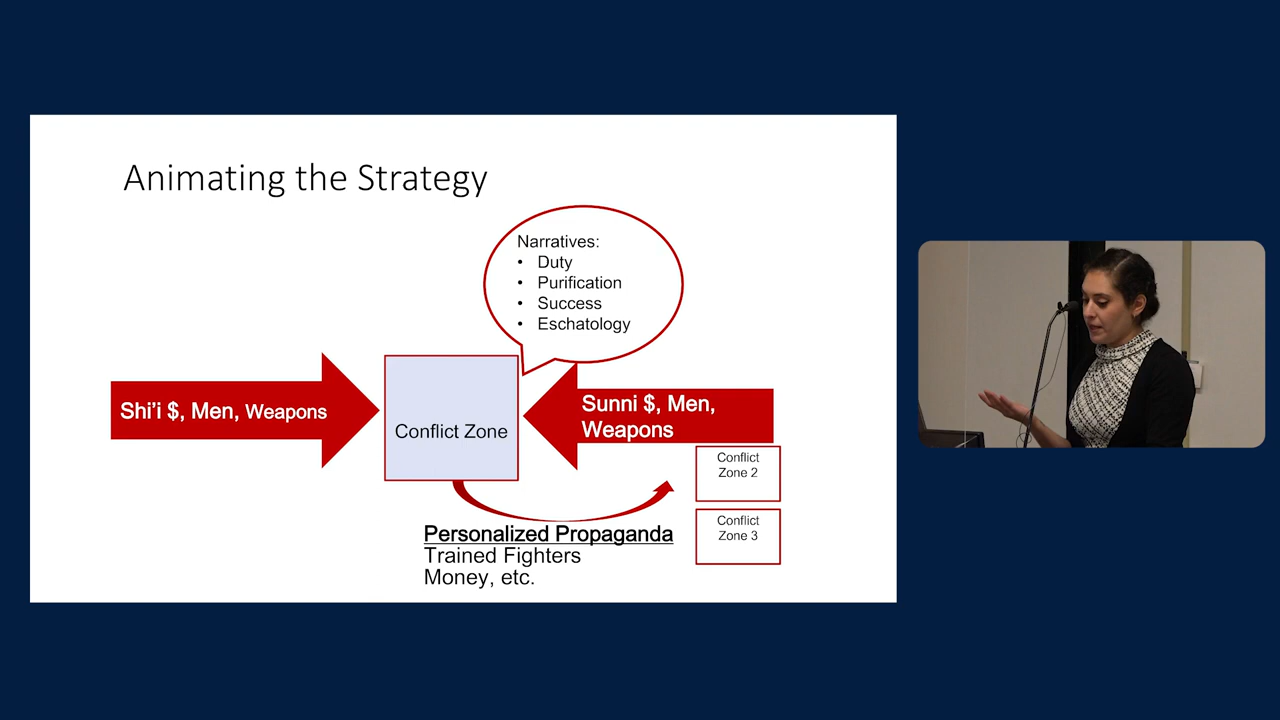 Animating the Strategy
Narratives:
• Duty
• Purification
• Success
• Eschatology
Shi'i $, Men, Weapons
Conflict Zone
Sunni $, Men,
Weapons
Conflict
Zone 2
Conflict
Zone 3
Personalized Propaganda
Trained Fighters
Money, etc.